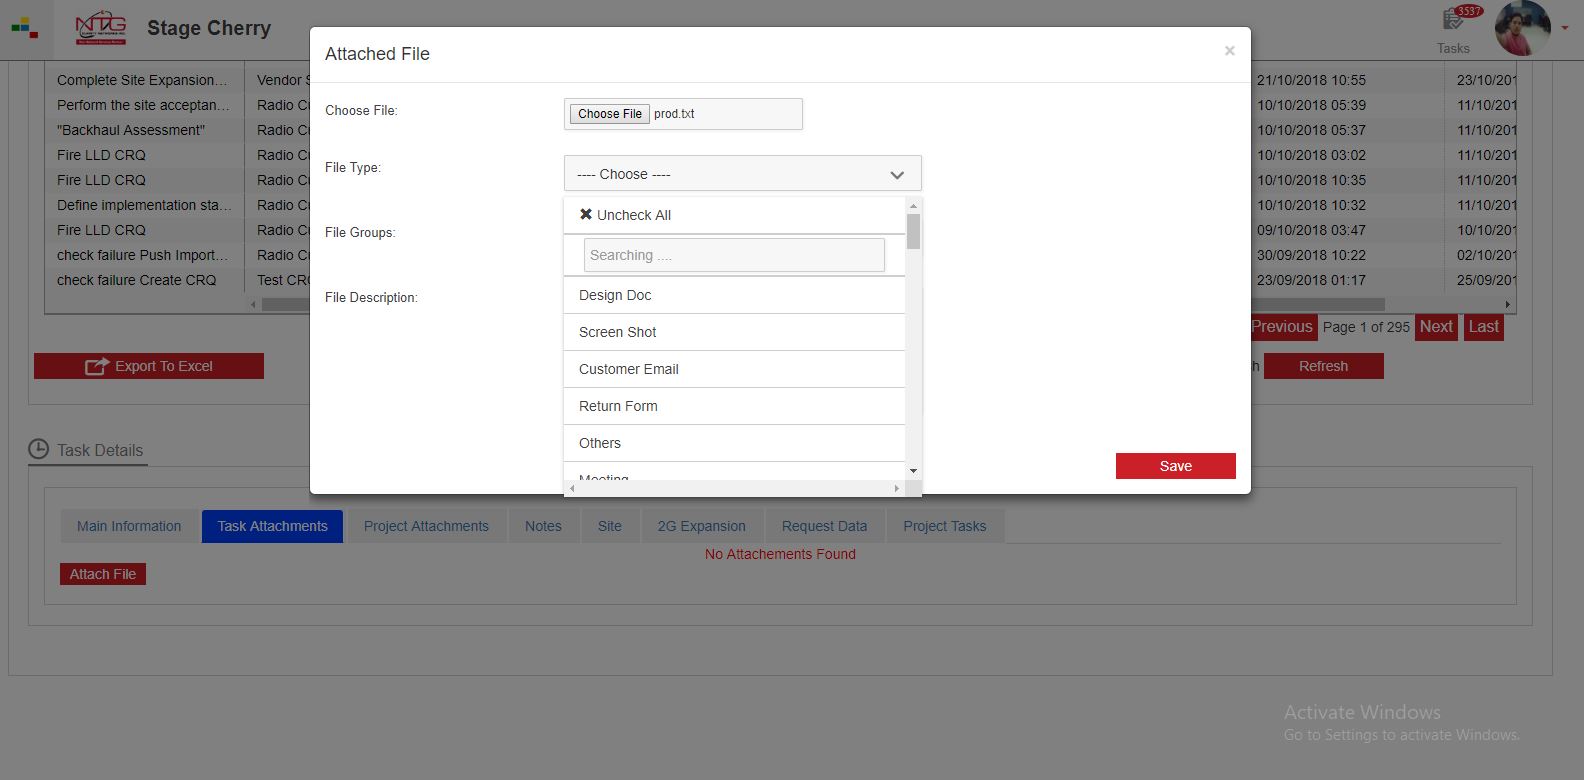 NTG
Stage Cherry
3537
Tasks
Attached File
×
Choose File:
Choose File prod.txt
File Type:
---- Choose ----
✖ Uncheck All
File Groups:
Searching ....
File Description:
Design Doc
Screen Shot
Customer Email
Return Form
Others
Meeting
Save
Complete Site Expansion... Vendor S 21/10/2018 10:55 23/10/201
Perform the site acceptan... Radio Cu 10/10/2018 05:39 11/10/201
"Backhaul Assessment" Radio Cu 10/10/2018 05:37 11/10/201
Fire LLD CRQ Radio Cu 10/10/2018 03:02 11/10/201
Fire LLD CRQ Radio Cu 10/10/2018 10:35 11/10/201
Define implementation sta... Radio Cu 10/10/2018 10:32 11/10/201
Fire LLD CRQ Radio Cu 09/10/2018 03:47 10/10/201
check failure Push Import... Radio Cu 30/09/2018 10:22 02/10/201
check failure Create CRQ Test CRQ 23/09/2018 01:17 25/09/201
Previous Page 1 of 295 Next Last
Export To Excel
h Refresh
Task Details
Main Information Task Attachments Project Attachments Notes Site 2G Expansion Request Data Project Tasks
No Attachements Found
Attach File
Activate Windows
Go to Settings to activate Windows.